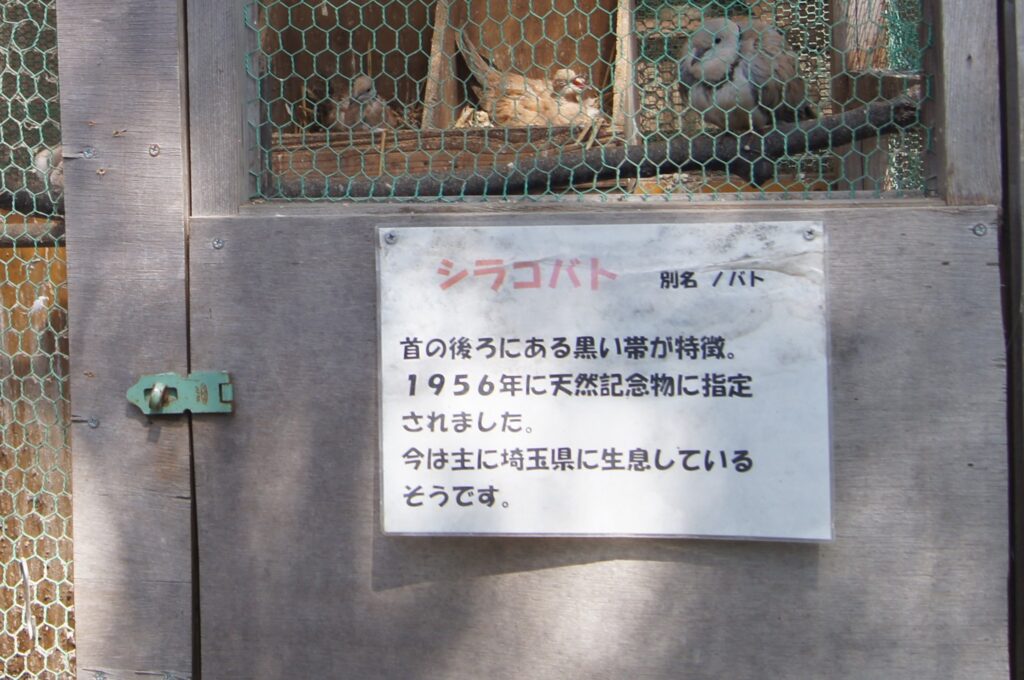 シラコバト 別名 ノバト
首の後ろにある黒い帯が特徴。
1956年に天然記念物に指定
されました。
今は主に埼玉県に生息している
そうです。